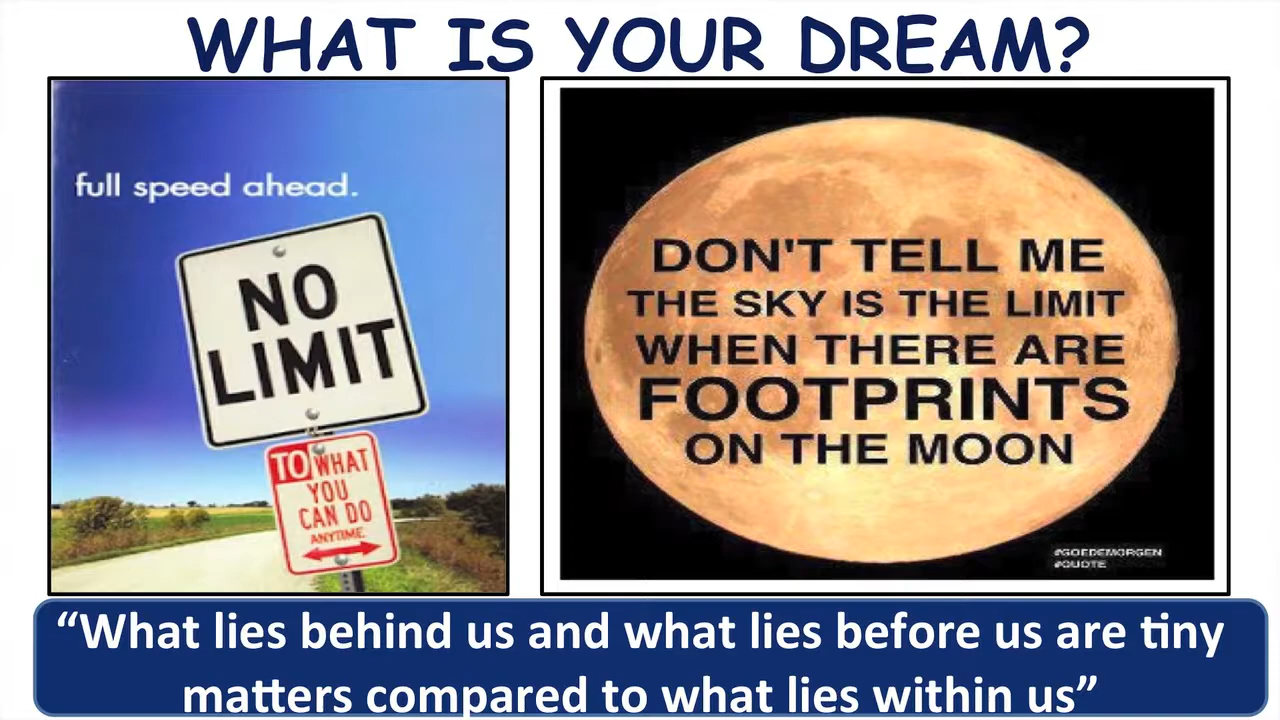 WHAT IS YOUR DREAM?
full speed ahead.
NO
LIMIT
TO WHAT
YOU
CAN DO
ANYTIME.
DON'T TELL ME
THE SKY IS THE LIMIT
WHEN THERE ARE
FOOTPRINTS
ON THE MOON
#GOEDEMORGEN
#QUOTE
“What lies behind us and what lies before us are tiny
matters compared to what lies within us”